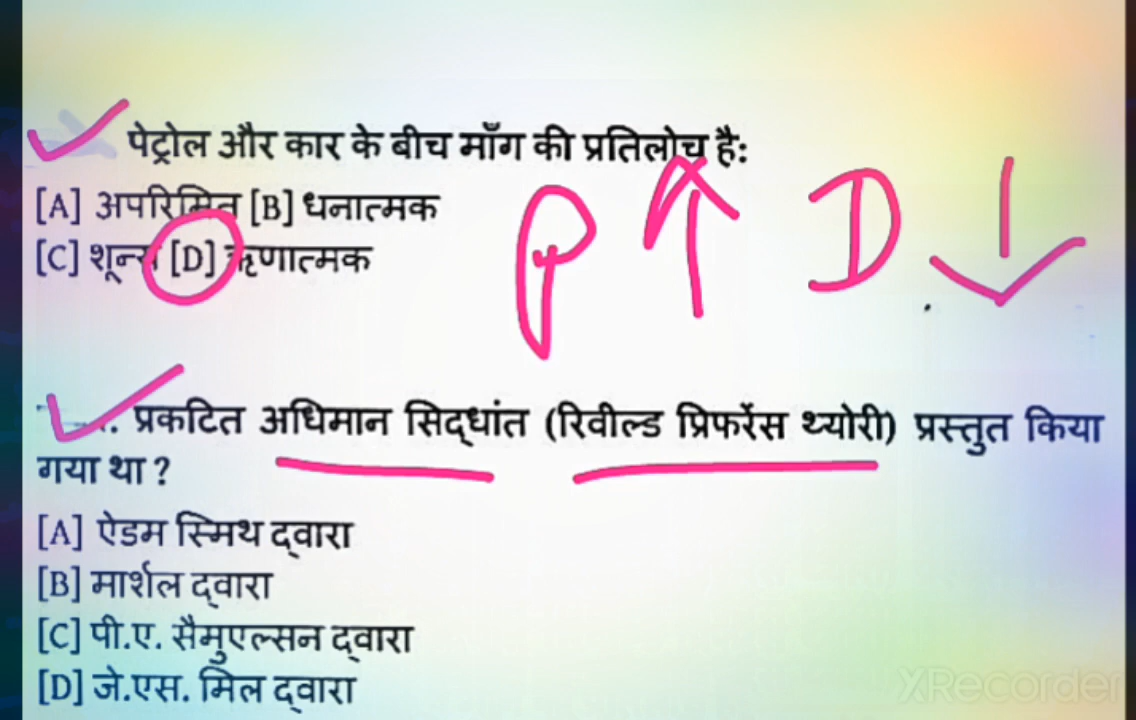 पेट्रोल और कार के बीच माँग की प्रतिलोच है:
[A] अपरिमित [B] धनात्मक
[C] शून्य [D] ऋणात्मक
P ↑ D ↓
प्रकटित अधिमान सिद्धांत (रिवील्ड प्रिफरेंस थ्योरी) प्रस्तुत किया
गया था ?
[A] ऐडम स्मिथ द्वारा
[B] मार्शल द्वारा
[C] पी.ए. सैमुएल्सन द्वारा
[D] जे.एस. मिल द्वारा
XRecorder